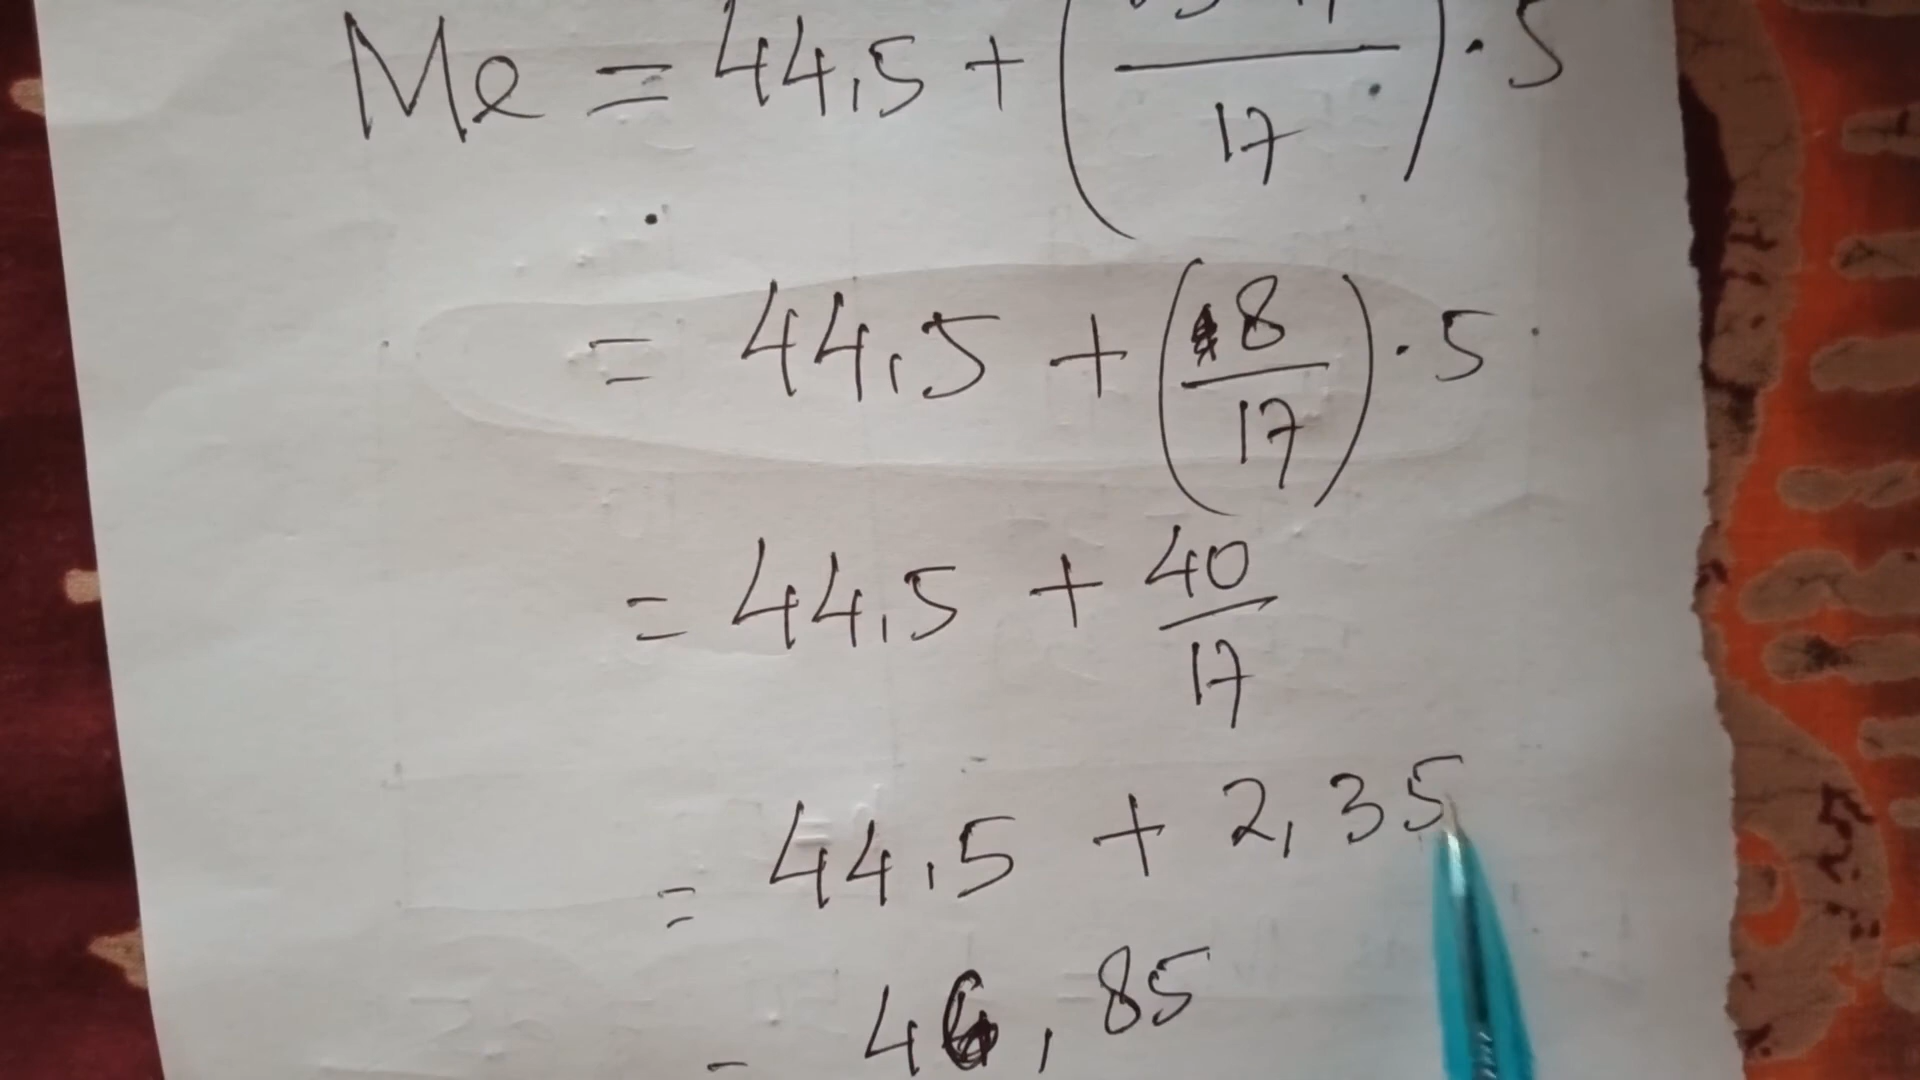 Me = 44,5 + ( / 17 ) · 5
= 44,5 + ( 8 / 17 ) · 5
= 44,5 + 40 / 17
= 44,5 + 2,35
= 46,85